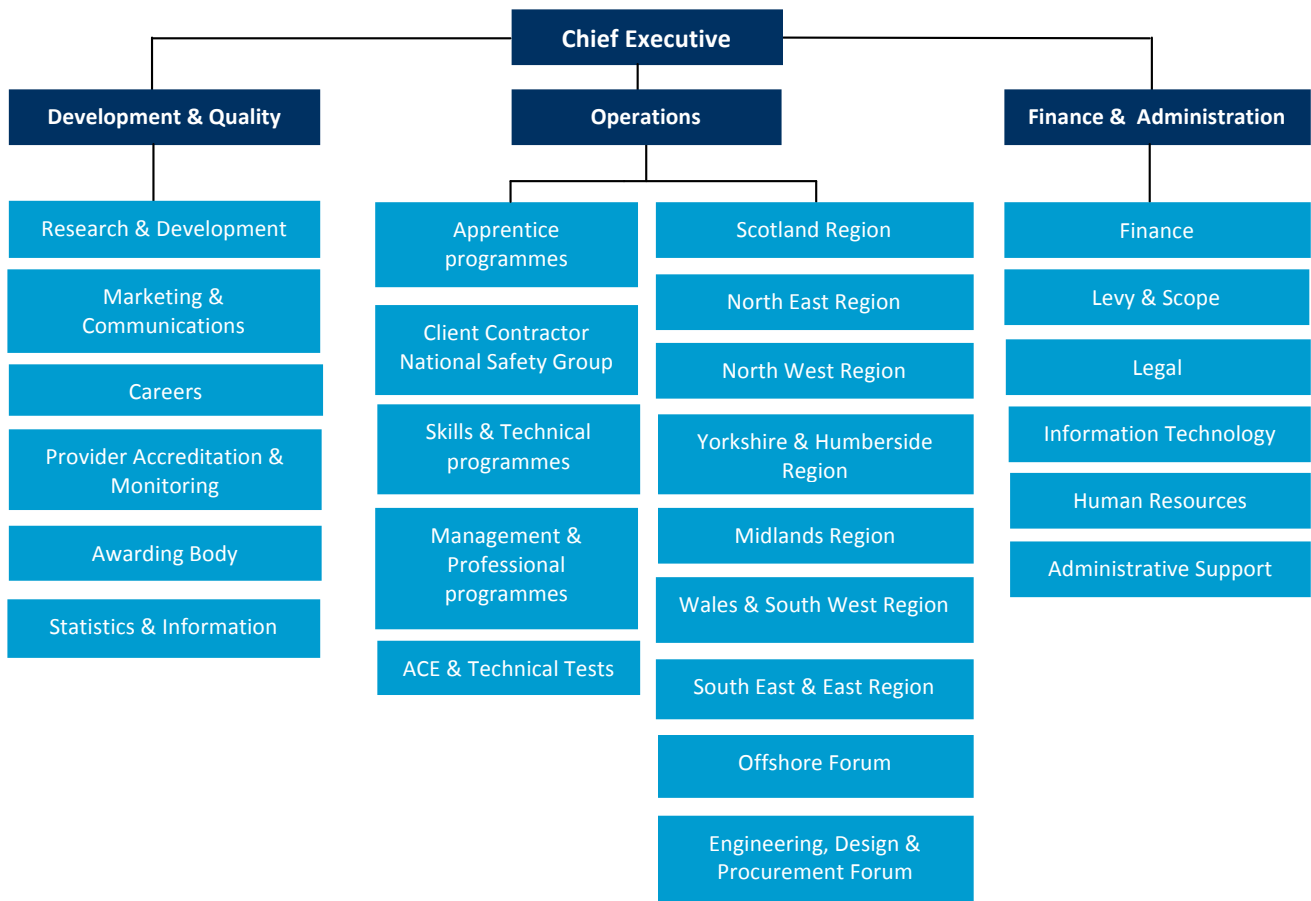 Chief Executive
Development & Quality
Operations
Finance & Administration
Research & Development
Marketing &
Communications
Careers
Provider Accreditation &
Monitoring
Awarding Body
Statistics & Information
Apprentice
programmes
Client Contractor
National Safety Group
Skills & Technical
programmes
Management &
Professional
programmes
ACE & Technical Tests
Scotland Region
North East Region
North West Region
Yorkshire & Humberside
Region
Midlands Region
Wales & South West Region
South East & East Region
Offshore Forum
Engineering, Design &
Procurement Forum
Finance
Levy & Scope
Legal
Information Technology
Human Resources
Administrative Support